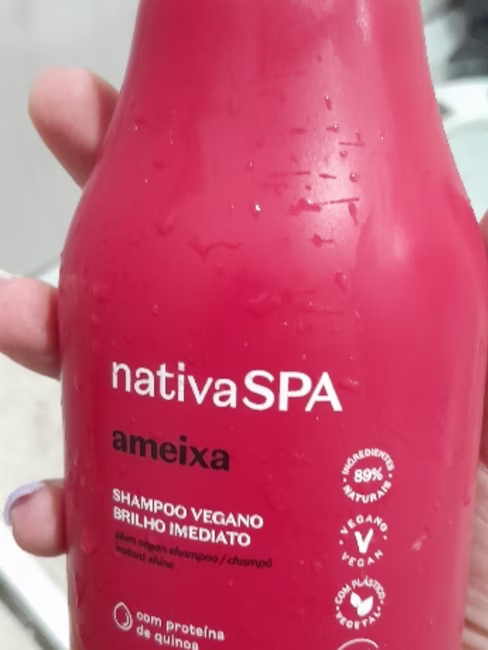 nativaSPA
ameixa
SHAMPOO VEGANO
BRILHO IMEDIATO
plum vegan shampoo / champô
instant shine
com proteína
de quinoa
INGREDIENTES
89%
NATURAIS
VEGANO
V
VEGAN
COM PLÁSTICO
VEGETAL